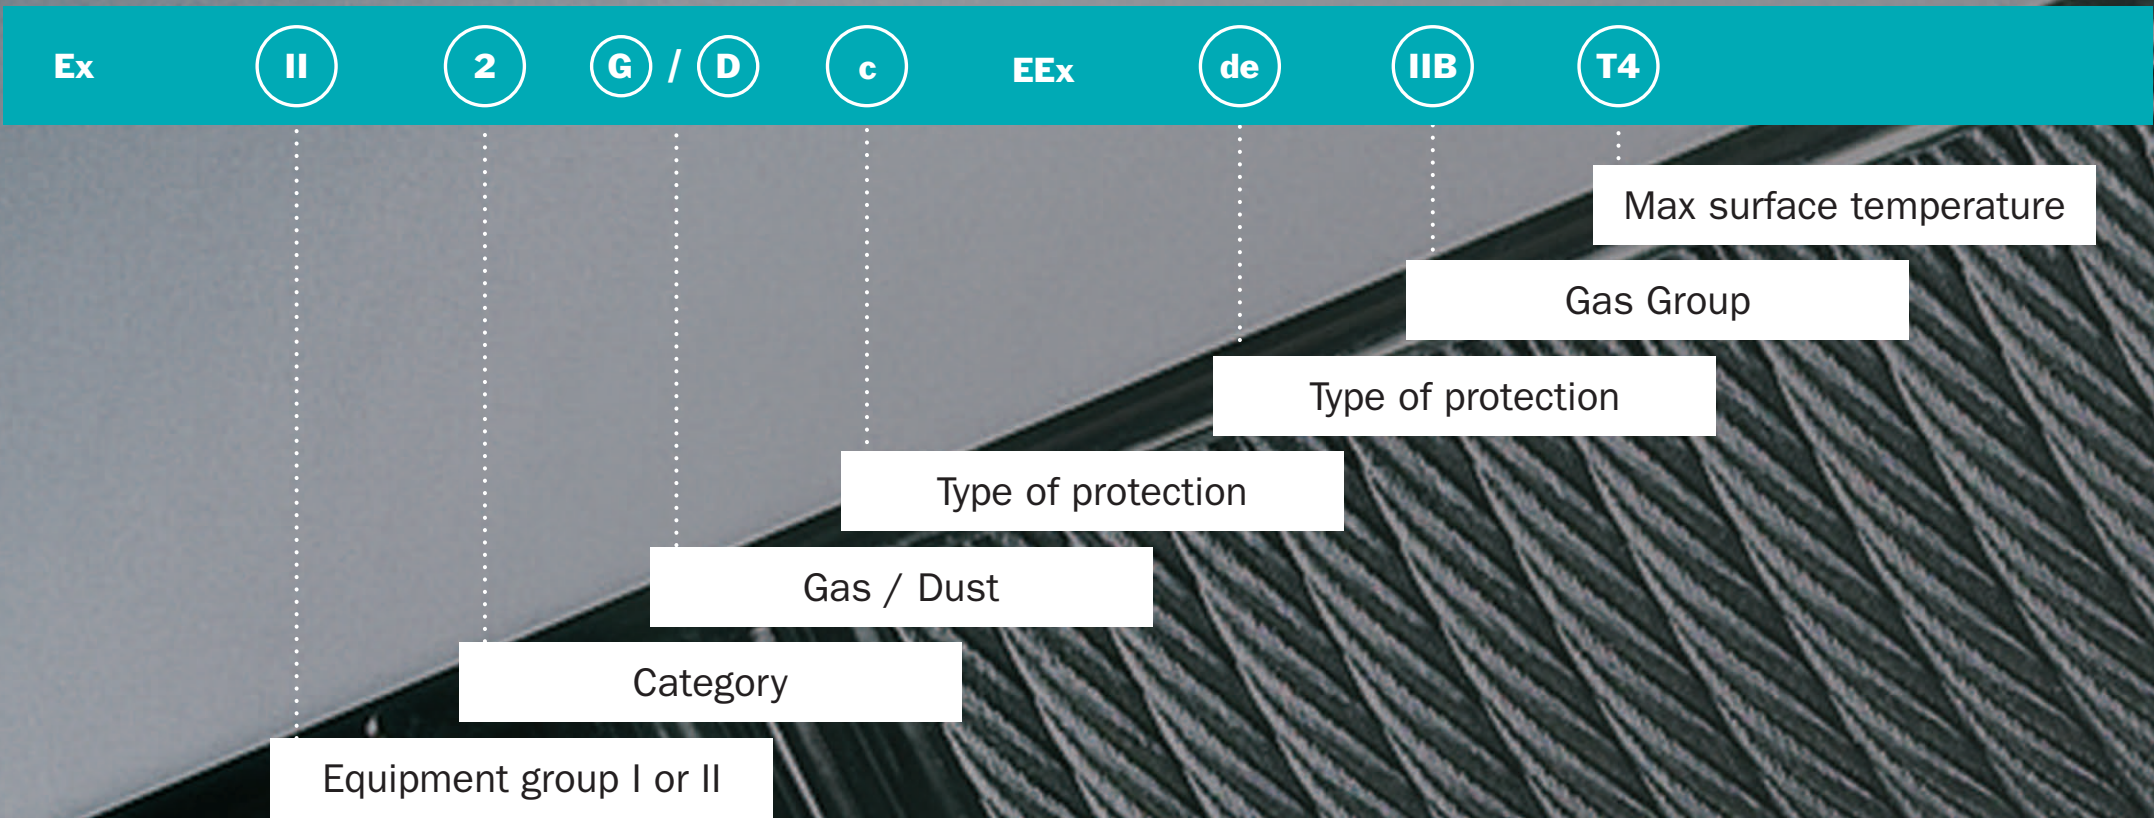 Ex II 2 G / D c EEx de IIB T4
Max surface temperature
Gas Group
Type of protection
Type of protection
Gas / Dust
Category
Equipment group I or II